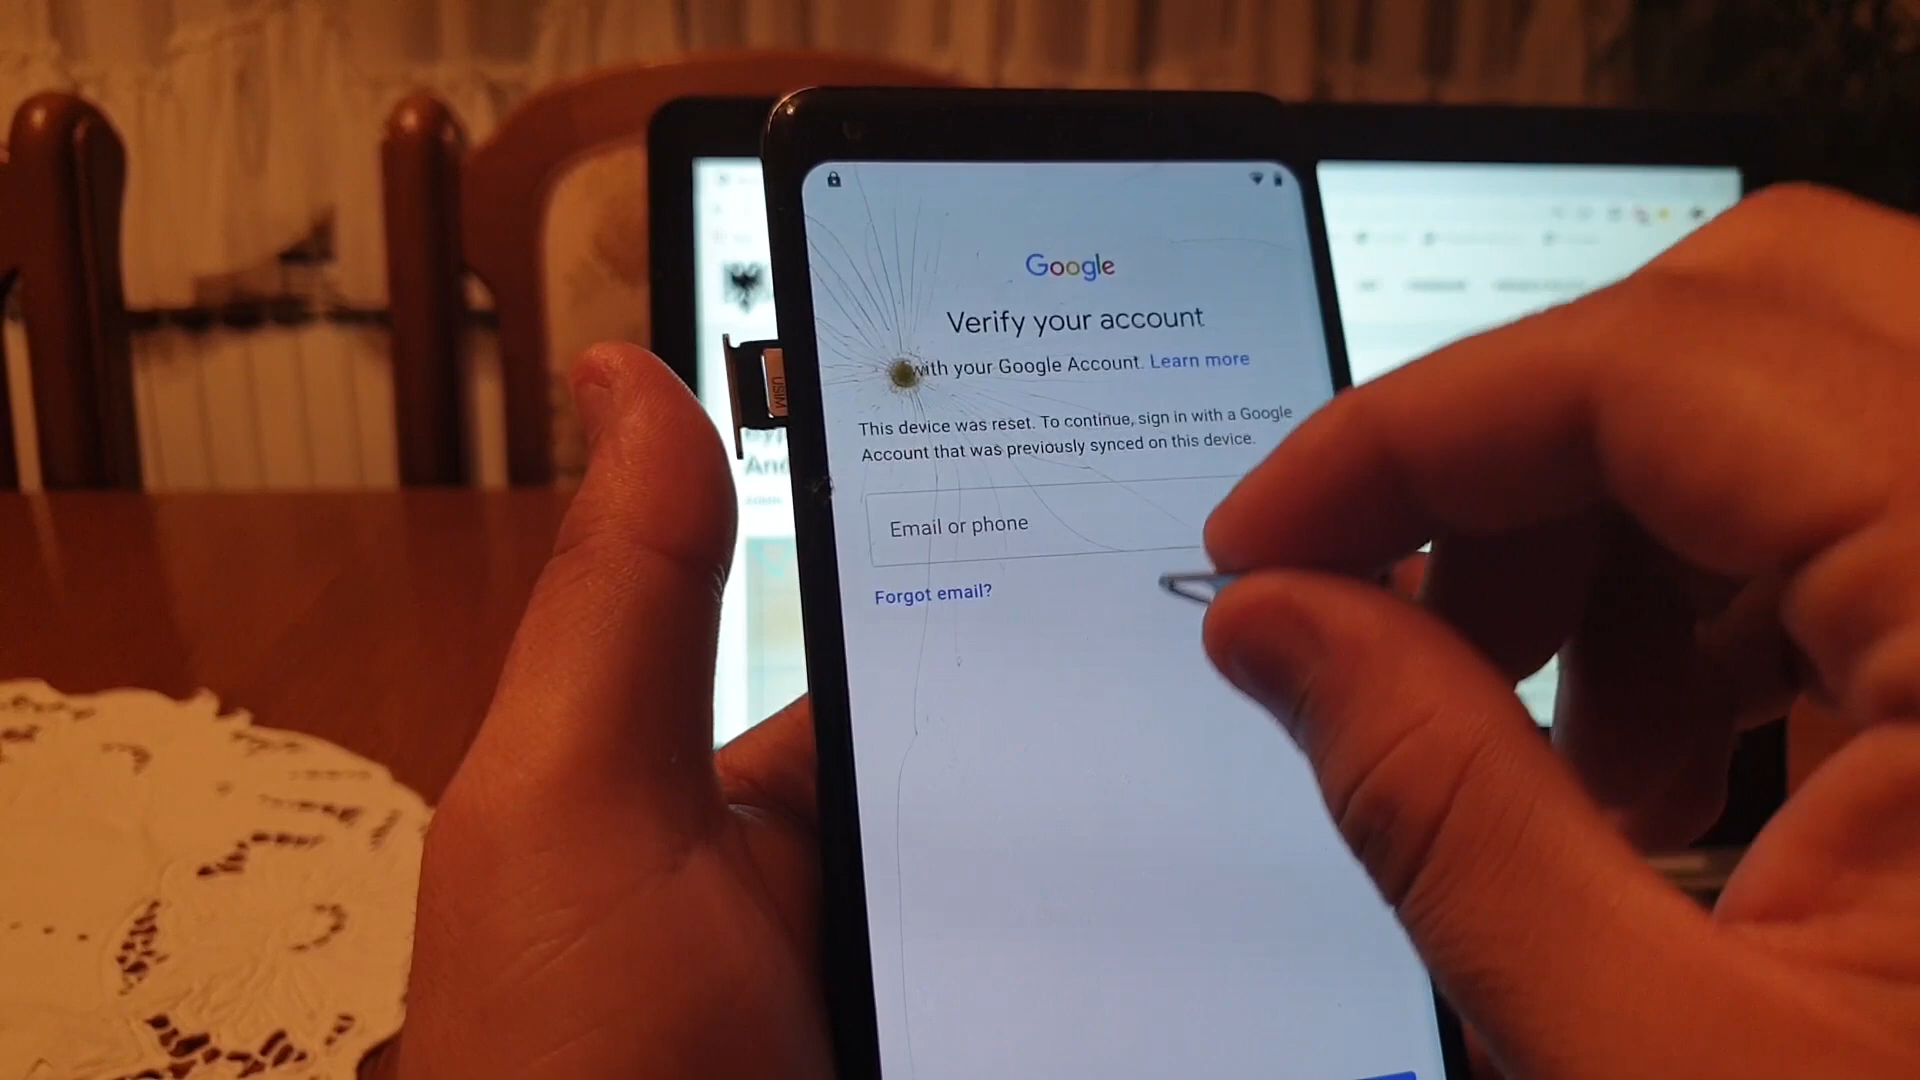 Google
Verify your account
with your Google Account. Learn more
This device was reset. To continue, sign in with a Google
Account that was previously synced on this device.
Email or phone
Forgot email?
USIM